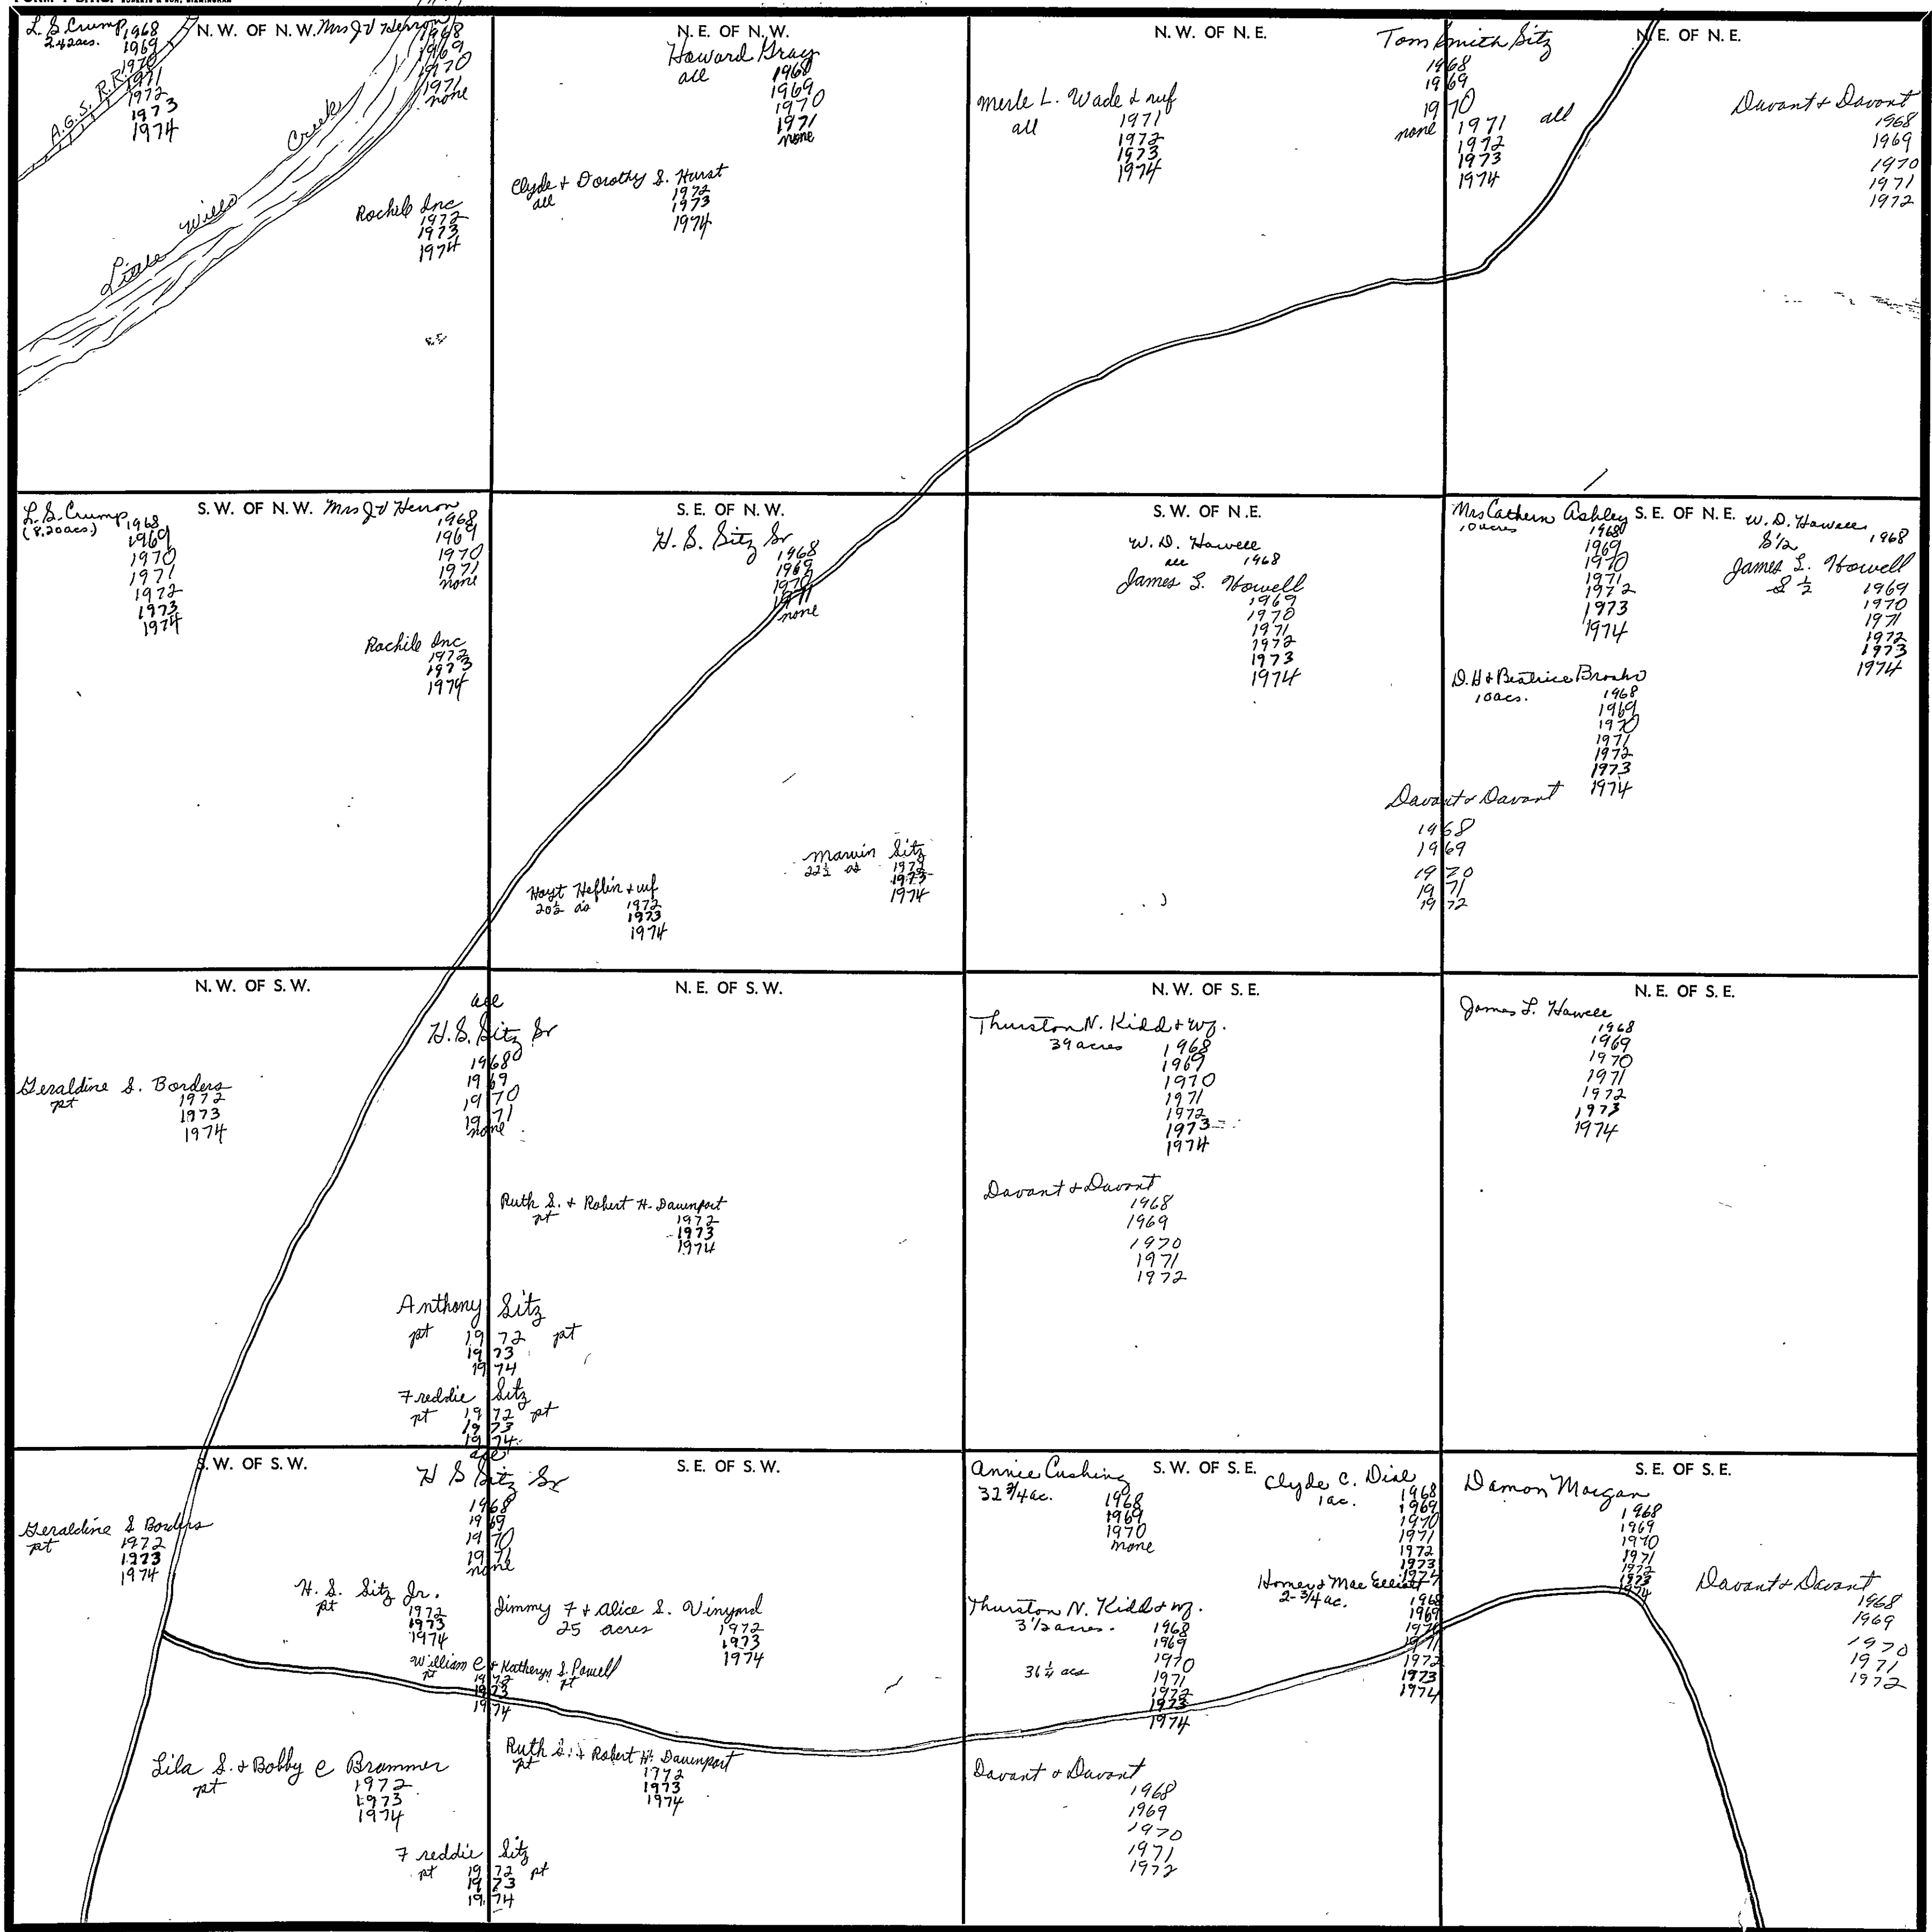 N. W. OF N. W.
L. S. Crump
2.42 acs.
1968
1969
1970
1971
1972
1973
1974
A.G.S. R.R.
Mrs J V Herron
1968
1969
1970
1971
none
Little Wills Creek
Rochile Inc
1972
1973
1974
N. E. OF N. W.
Howard Gray
all
1968
1969
1970
1971
none
Clyde & Dorothy S. Hurst
all
1972
1973
1974
N. W. OF N. E.
Merle L. Wade &
all
1971
1972
1973
1974
Tom Smith Sitz
1968
1969
1970
none 1971 all
1972
1973
1974
N. E. OF N. E.
Davant & Davant
1968
1969
1970
1971
1972
S. W. OF N. W.
L. S. Crump
(8.20 acs)
1968
1969
1970
1971
1972
1973
1974
Mrs J V Herron
1968
1969
1970
1971
none
Rochile Inc
1972
1973
1974
S. E. OF N. W.
H. S. Sitz Sr
1968
1969
1970
1971
none
Marvin Sitz
22½ as
1972
1973
1974
Hoyt Heflin & wf
20½ as
1972
1973
1974
S. W. OF N. E.
W. D. Howell
all 1968
James L. Howell
1969
1970
1971
1972
1973
1974
S. E. OF N. E.
Mrs Cathern Ashley
10 acres
1968
1969
1970
1971
1972
1973
1974
W. D. Howell
S 1/2 1968
James L. Howell
S ½
1969
1970
1971
1972
1973
1974
D. H & Beatrice
10 acs.
1968
1969
1970
1971
1972
1973
1974
Davant & Davant
1968
1969
1970
1971
1972
N. W. OF S. W.
Geraldine S. Borders
pt
1972
1973
1974
all
H. S. Sitz Sr
1968
1969
1970
1971
none
N. E. OF S. W.
Ruth S. & Robert H. Davenport
pt
1972
1973
1974
Anthony Sitz
pt 1972 pt
1973
1974
Freddie Sitz
pt 1972 pt
1973
1974
N. W. OF S. E.
Thurston N. Kidd & wf.
39 acres
1968
1969
1970
1971
1972
1973
1974
Davant & Davant
1968
1969
1970
1971
1972
N. E. OF S. E.
James L. Howell
1968
1969
1970
1971
1972
1973
1974
S. W. OF S. W.
all
H S Sitz Sr
1968
1969
1970
1971
none
Geraldine S Borders
pt
1972
1973
1974
H. S. Sitz Jr.
pt
1972
1973
1974
William C & Katheryn S. Powell
pt 1972 pt
1973
1974
Lila S. & Bobby C Brammer
pt
1972
1973
1974
Freddie Sitz
pt 1972 pt
1973
1974
S. E. OF S. W.
Jimmy F & Alice S. Vinyard
25 acres
1972
1973
1974
Ruth S. & Robert H. Davenport
pt
1972
1973
1974
S. W. OF S. E.
Annie Cushing
32 3/4 ac.
1968
1969
1970
none
Clyde C. Dial
1 ac.
1968
1969
1970
1971
1972
1973
1974
Homer & Mae Elliott
2-3/4 ac.
1968
1969
1970
1971
1972
1973
1974
Thurston N. Kidd & wf.
3 1/2 acres.
1968
1969
1970
36 ¼ acs 1971
1972
1973
1974
Davant & Davant
1968
1969
1970
1971
1972
S. E. OF S. E.
Damon Morgan
1968
1969
1970
1971
1972
1973
1974
Davant & Davant
1968
1969
1970
1971
1972